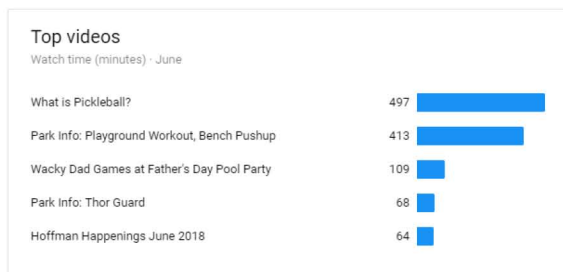 Top videos
Watch time (minutes) · June
What is Pickleball? 497
Park Info: Playground Workout, Bench Pushup 413
Wacky Dad Games at Father's Day Pool Party 109
Park Info: Thor Guard 68
Hoffman Happenings June 2018 64